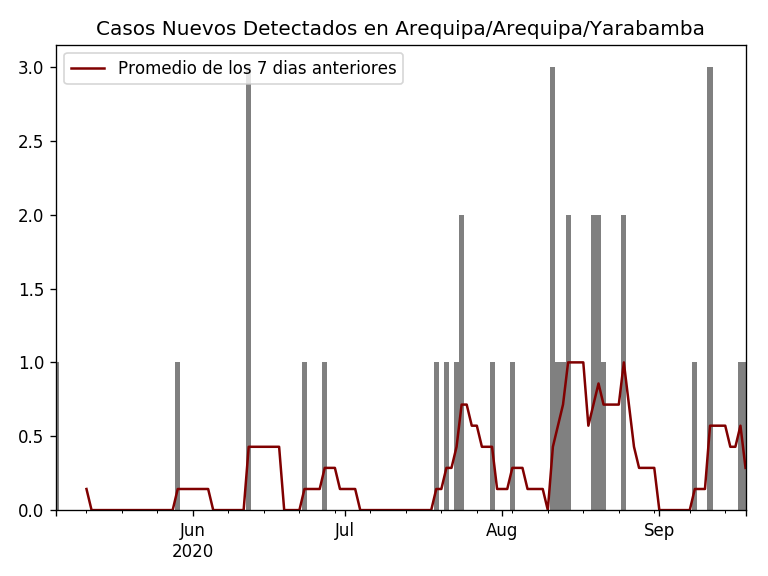 Casos Nuevos Detectados en Arequipa/Arequipa/Yarabamba
Promedio de los 7 dias anteriores
3.0
2.5
2.0
1.5
1.0
0.5
0.0
Jun
2020
Jul
Aug
Sep